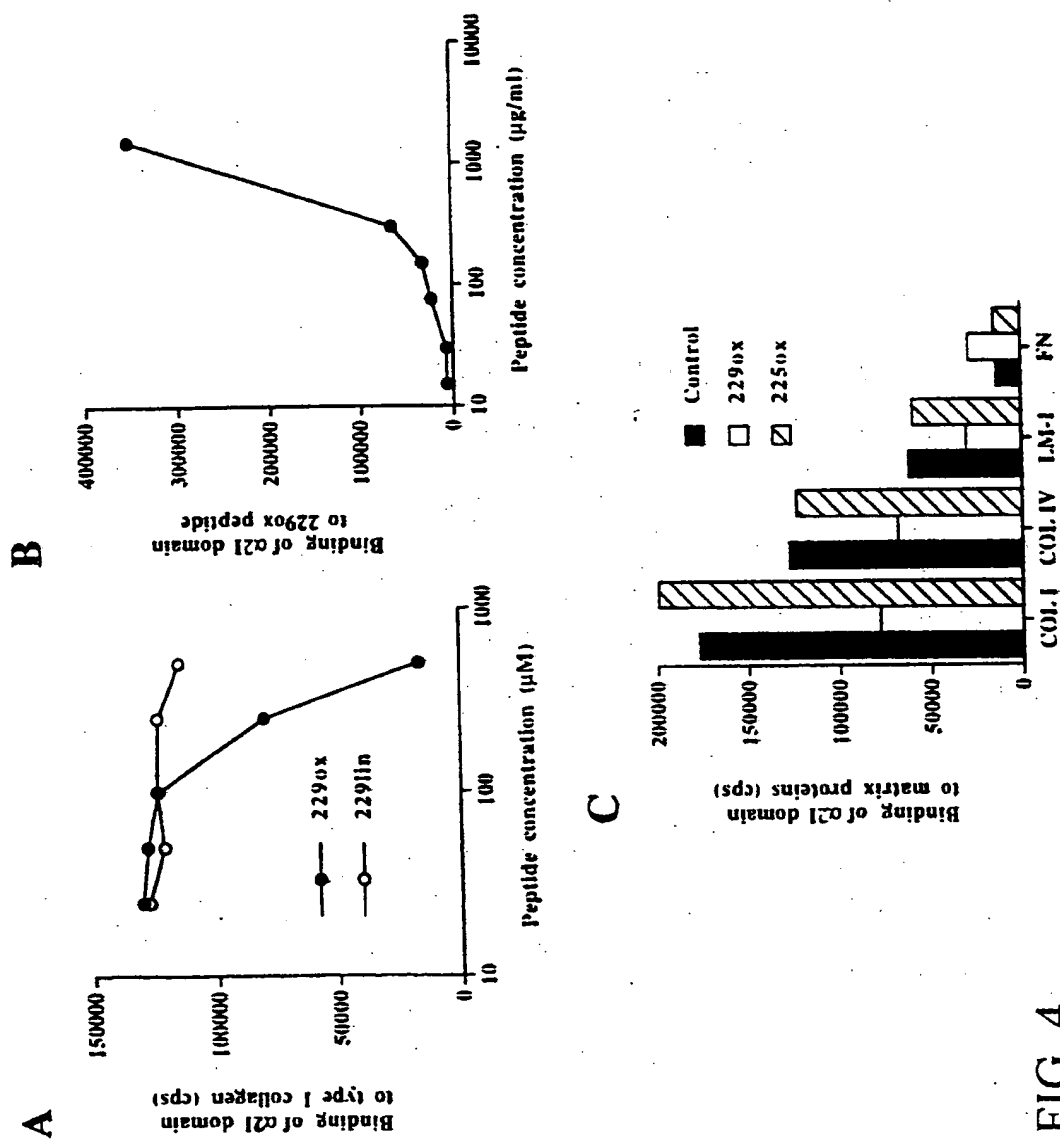 A
Binding of α2I domain
to type I collagen (cps)
150000
100000
50000
0
10
100
1000
Peptide concentration (µM)
229ox
229lin
B
Binding of α2I domain
to 229ox peptide
400000
300000
200000
100000
0
10
100
1000
10000
Peptide concentration (µg/ml)
C
Binding of α2I domain
to matrix proteins (cps)
200000
150000
100000
50000
0
COL I
COL IV
LM-1
FN
Control
229ox
225ox
FIG 4